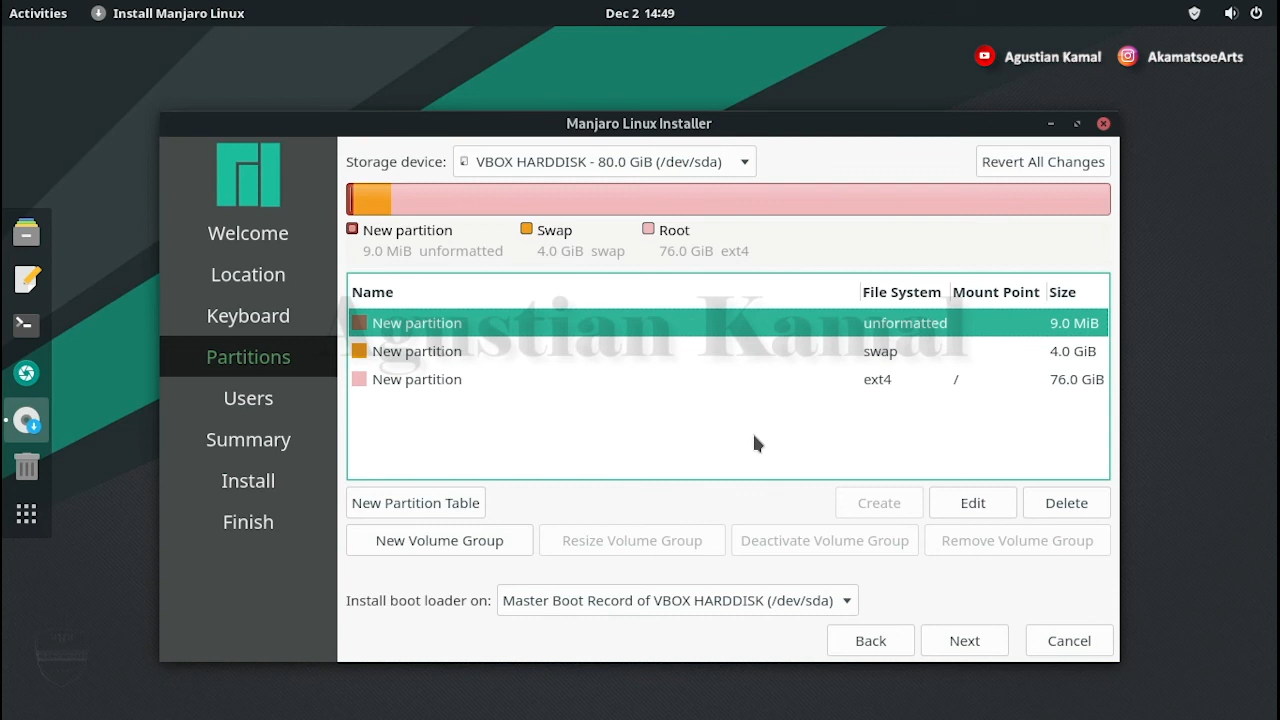 Activities Install Manjaro Linux Dec 2 14:49
Agustian Kamal AkamatsoeArts
Manjaro Linux Installer
Welcome
Location
Keyboard
Partitions
Users
Summary
Install
Finish
Storage device: VBOX HARDDISK - 80.0 GiB (/dev/sda) Revert All Changes
New partition Swap Root
9.0 MiB unformatted 4.0 GiB swap 76.0 GiB ext4
Name File System Mount Point Size
New partition unformatted 9.0 MiB
New partition swap 4.0 GiB
New partition ext4 / 76.0 GiB
Agustian Kamal
New Partition Table Create Edit Delete
New Volume Group Resize Volume Group Deactivate Volume Group Remove Volume Group
Install boot loader on: Master Boot Record of VBOX HARDDISK (/dev/sda)
Back Next Cancel